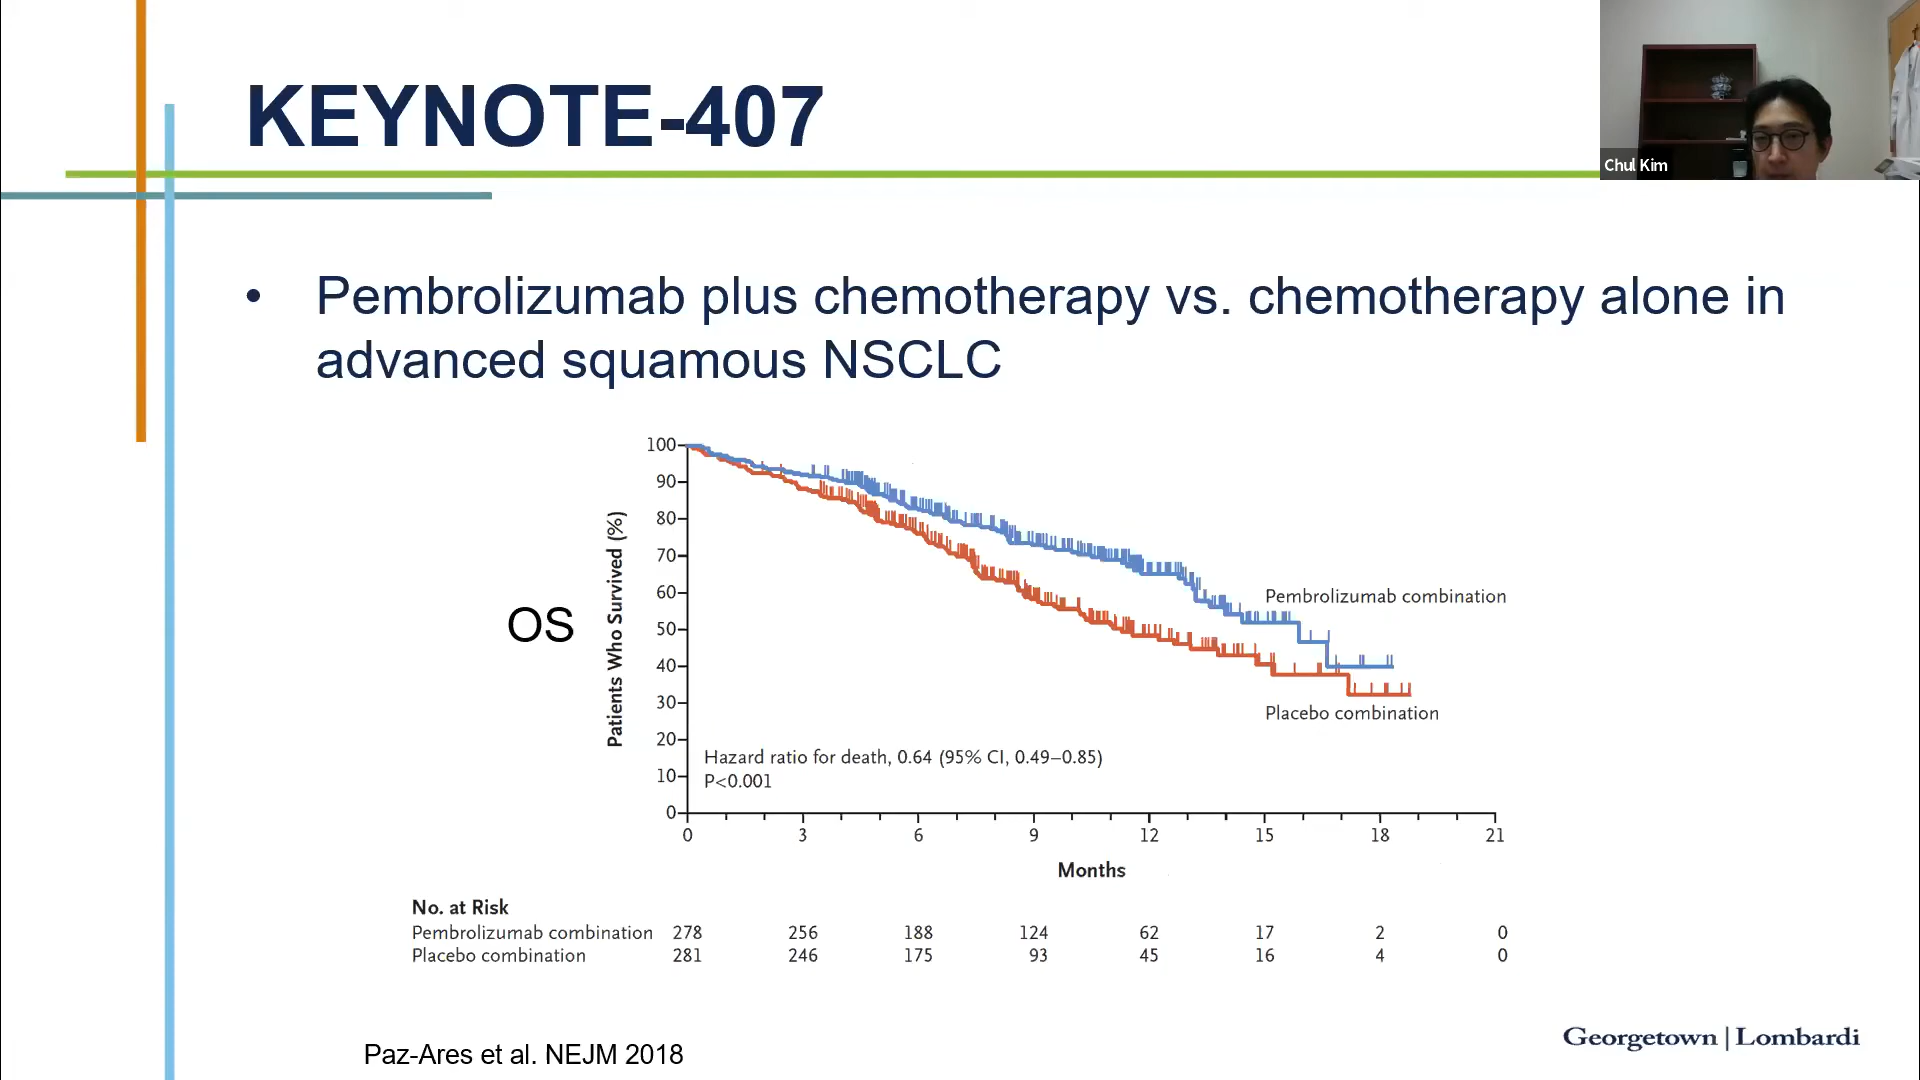 KEYNOTE-407
Chul Kim
• Pembrolizumab plus chemotherapy vs. chemotherapy alone in
advanced squamous NSCLC
OS
Patients Who Survived (%)
100
90
80
70
60
50
40
30
20
10
0
Pembrolizumab combination
Placebo combination
Hazard ratio for death, 0.64 (95% CI, 0.49–0.85)
P<0.001
0 3 6 9 12 15 18 21
Months
No. at Risk
Pembrolizumab combination 278 256 188 124 62 17 2 0
Placebo combination 281 246 175 93 45 16 4 0
Georgetown | Lombardi
Paz-Ares et al. NEJM 2018